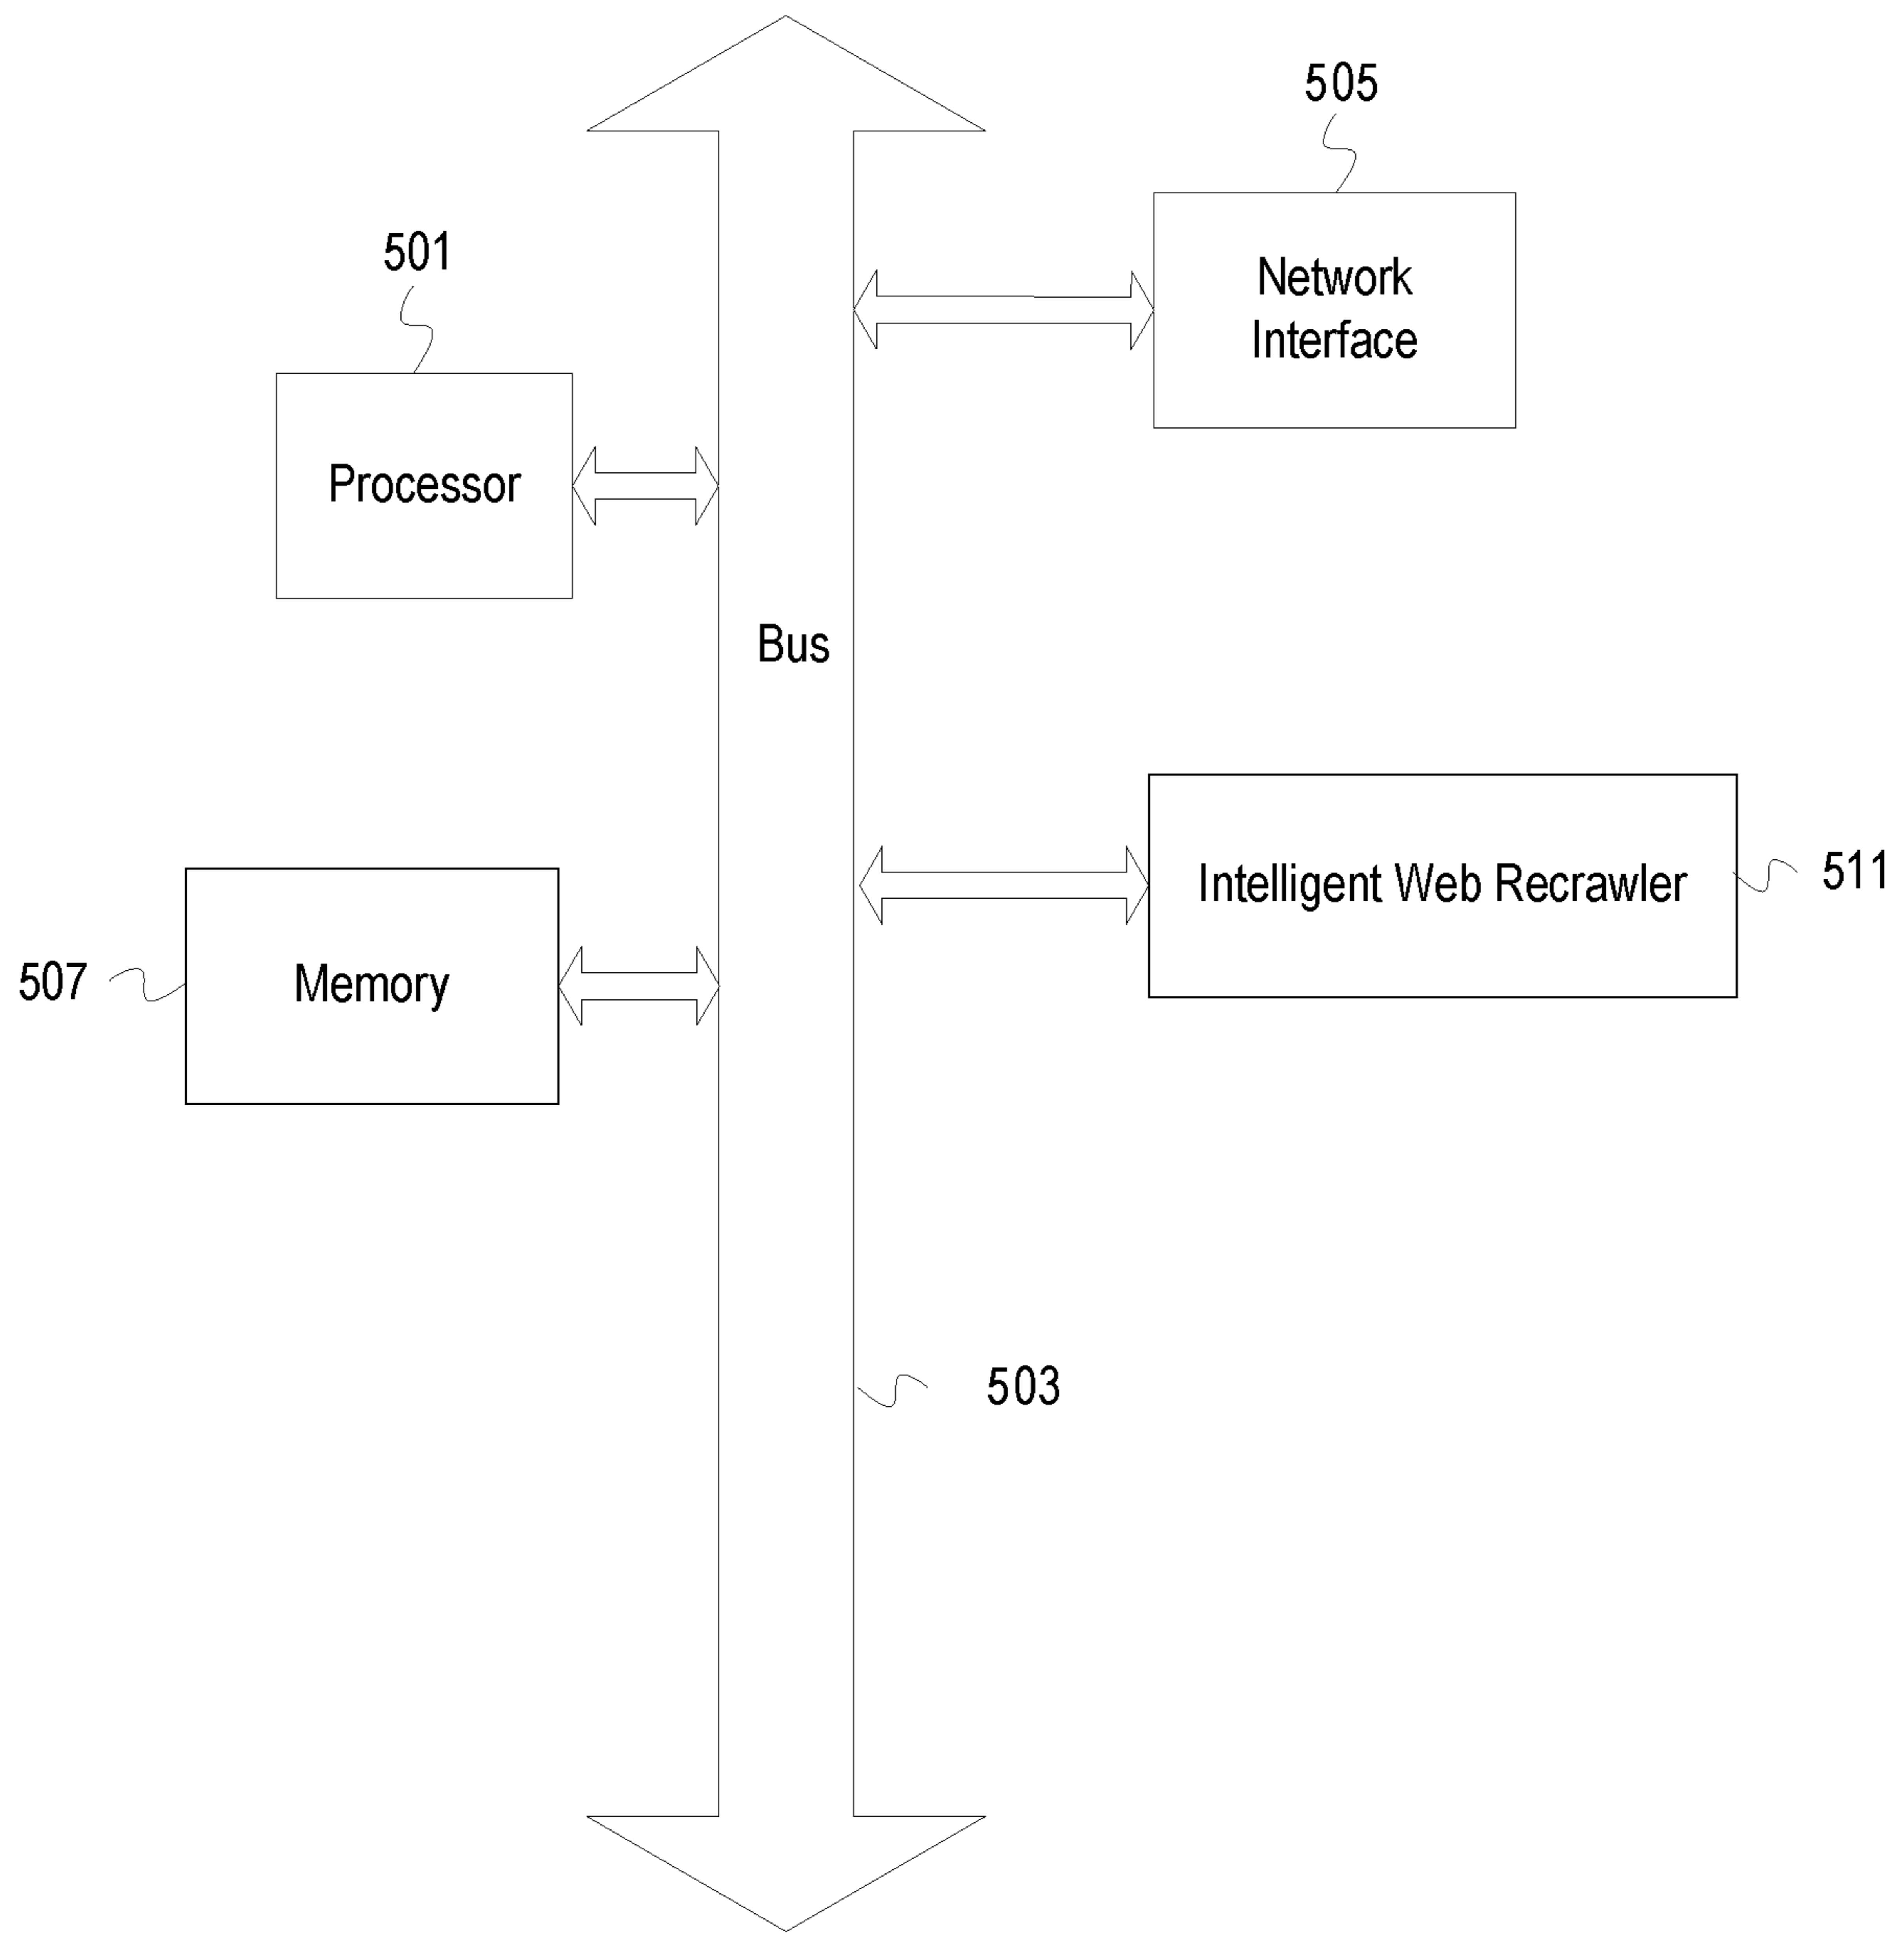 505
Network
Interface
501
Processor
Bus
Intelligent Web Recrawler
511
507
Memory
503